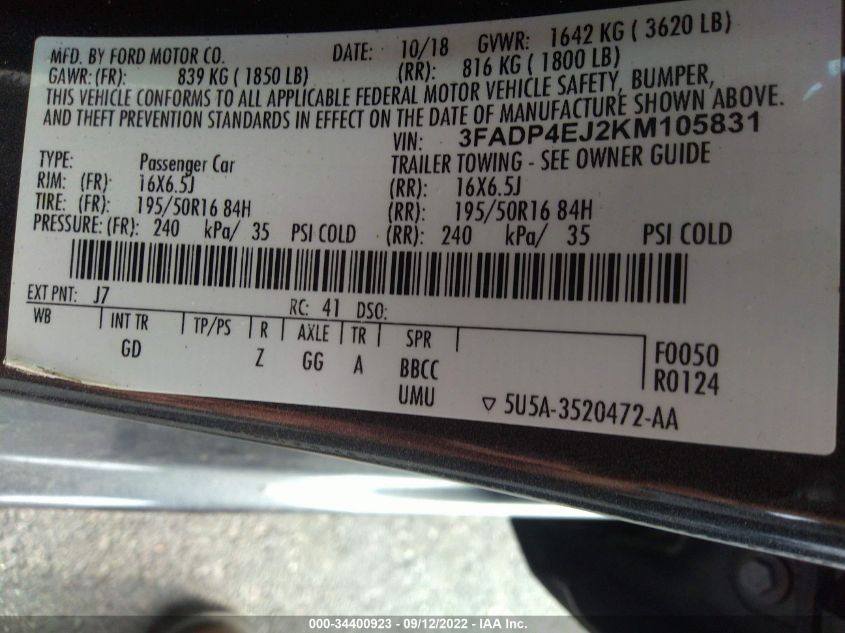 MFD. BY FORD MOTOR CO. DATE: 10/18 GVWR: 1642 KG ( 3620 LB)
GAWR: (FR): 839 KG ( 1850 LB) (RR): 816 KG ( 1800 LB)
THIS VEHICLE CONFORMS TO ALL APPLICABLE FEDERAL MOTOR VEHICLE SAFETY, BUMPER,
AND THEFT PREVENTION STANDARDS IN EFFECT ON THE DATE OF MANUFACTURE SHOWN ABOVE.
VIN: 3FADP4EJ2KM105831
TYPE: Passenger Car TRAILER TOWING - SEE OWNER GUIDE
RIM: (FR): 16X6.5J (RR): 16X6.5J
TIRE: (FR): 195/50R16 84H (RR): 195/50R16 84H
PRESSURE: (FR): 240 kPa/ 35 PSI COLD (RR): 240 kPa/ 35 PSI COLD
EXT PNT: J7 RC: 41 DSO:
WB INT TR TP/PS R AXLE TR SPR
GD Z GG A BBCC F0050
UMU R0124
▽ 5U5A-3520472-AA
000-34400923 - 09/12/2022 - IAA Inc.